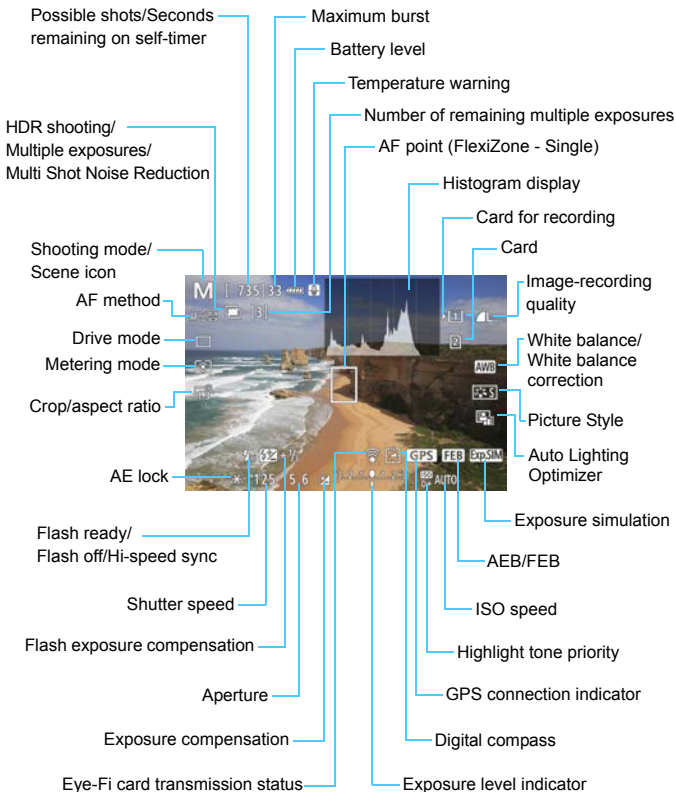 Possible shots/Seconds
remaining on self-timer
Maximum burst
Battery level
Temperature warning
Number of remaining multiple exposures
HDR shooting/
Multiple exposures/
Multi Shot Noise Reduction
AF point (FlexiZone - Single)
Histogram display
Card for recording
Card
Shooting mode/
Scene icon
Image-recording
quality
AF method
Drive mode
Metering mode
Crop/aspect ratio
White balance/
White balance
correction
Picture Style
Auto Lighting
Optimizer
M [ 735] 33
[ 3]
1 L
2
AWB
S
GPS FEB Exp.SIM
125 5.6 AUTO
AE lock
Flash ready/
Flash off/Hi-speed sync
Exposure simulation
AEB/FEB
Shutter speed
ISO speed
Flash exposure compensation
Highlight tone priority
Aperture
GPS connection indicator
Exposure compensation
Digital compass
Eye-Fi card transmission status
Exposure level indicator